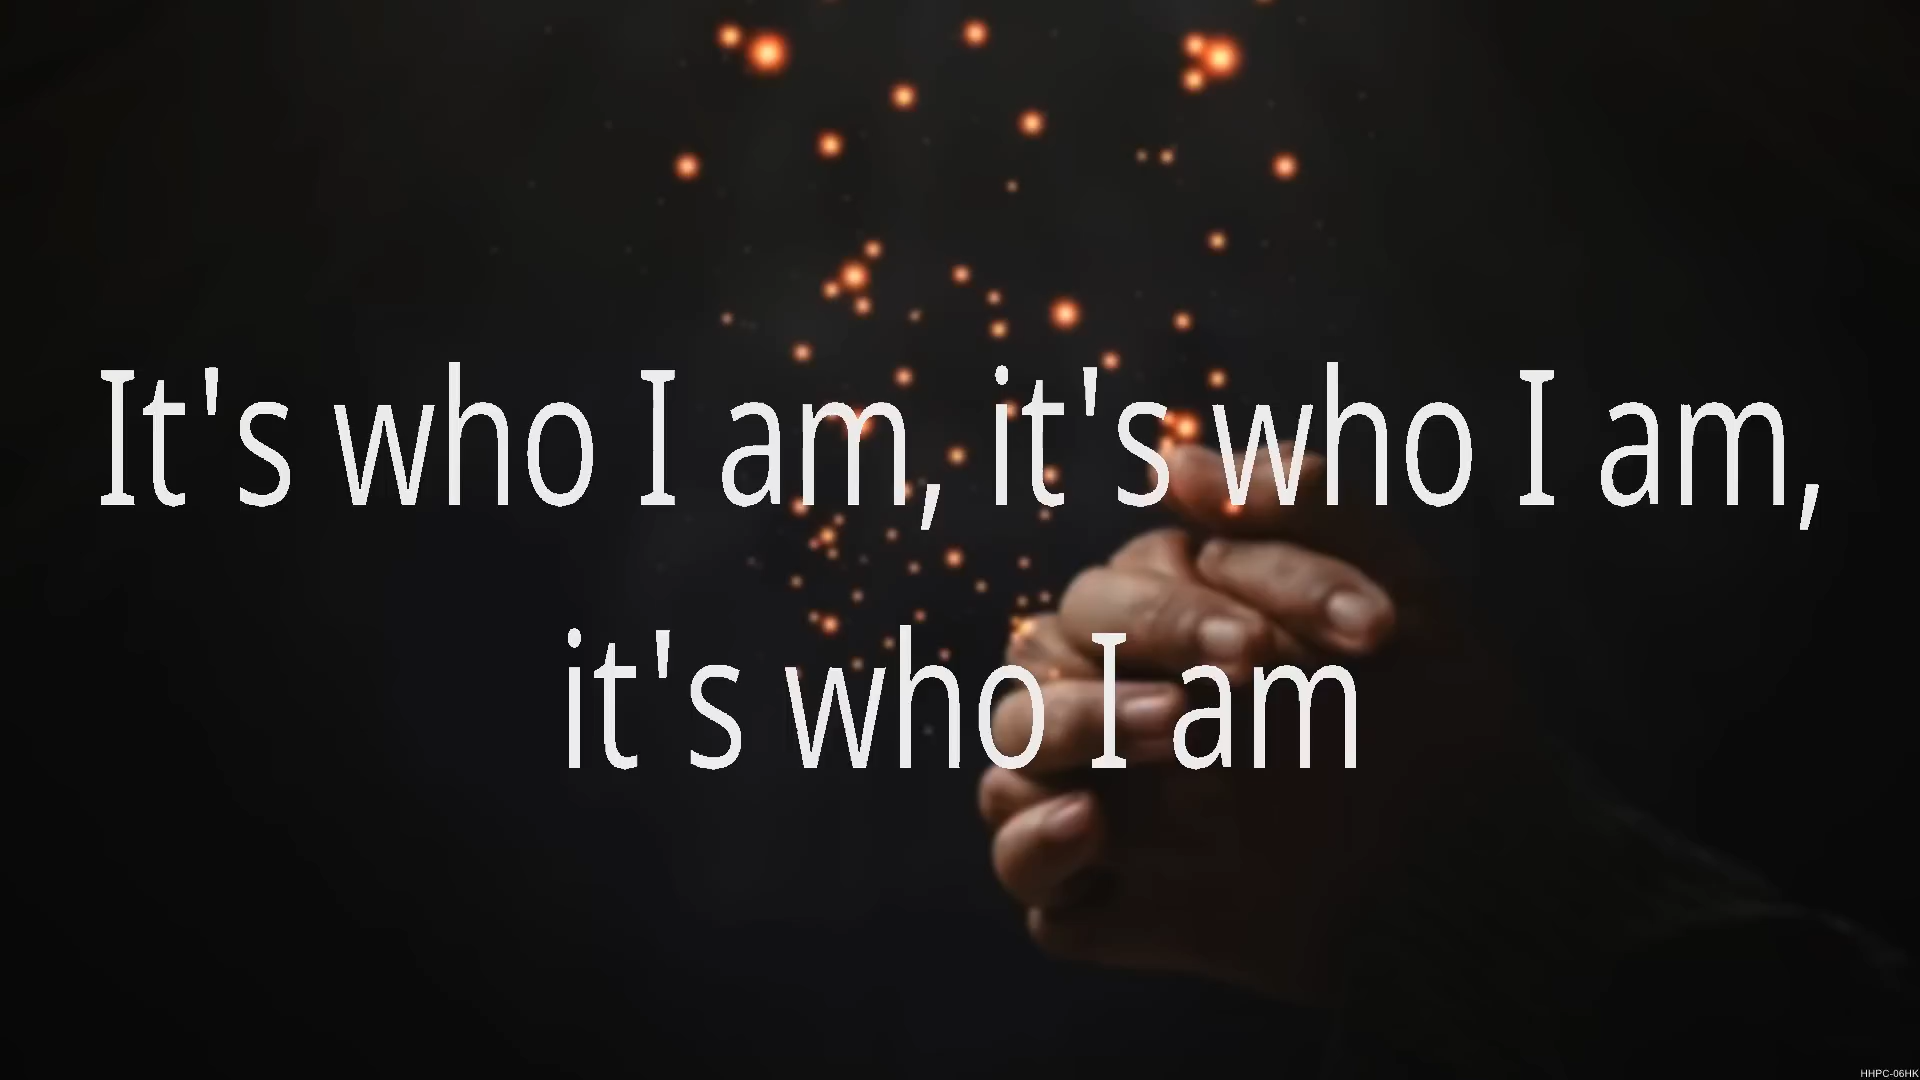 It's who I am, it's who I am,
it's who I am
HHPC-06HK